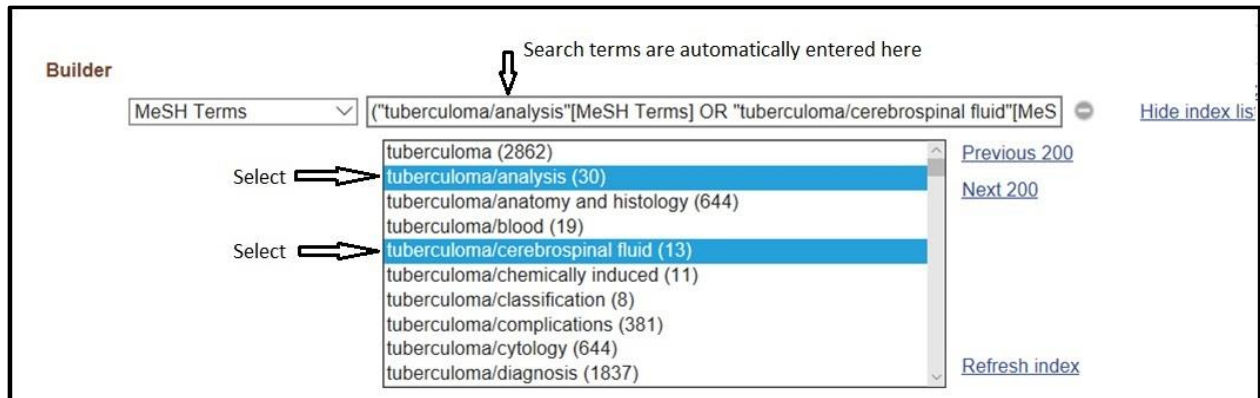 Search terms are automatically entered here
Builder
MeSH Terms
("tuberculoma/analysis"[MeSH Terms] OR "tuberculoma/cerebrospinal fluid"[MeS
Hide index lis
tuberculoma (2862)
Previous 200
Select
tuberculoma/analysis (30)
Next 200
tuberculoma/anatomy and histology (644)
tuberculoma/blood (19)
Select
tuberculoma/cerebrospinal fluid (13)
tuberculoma/chemically induced (11)
tuberculoma/classification (8)
tuberculoma/complications (381)
tuberculoma/cytology (644)
Refresh index
tuberculoma/diagnosis (1837)